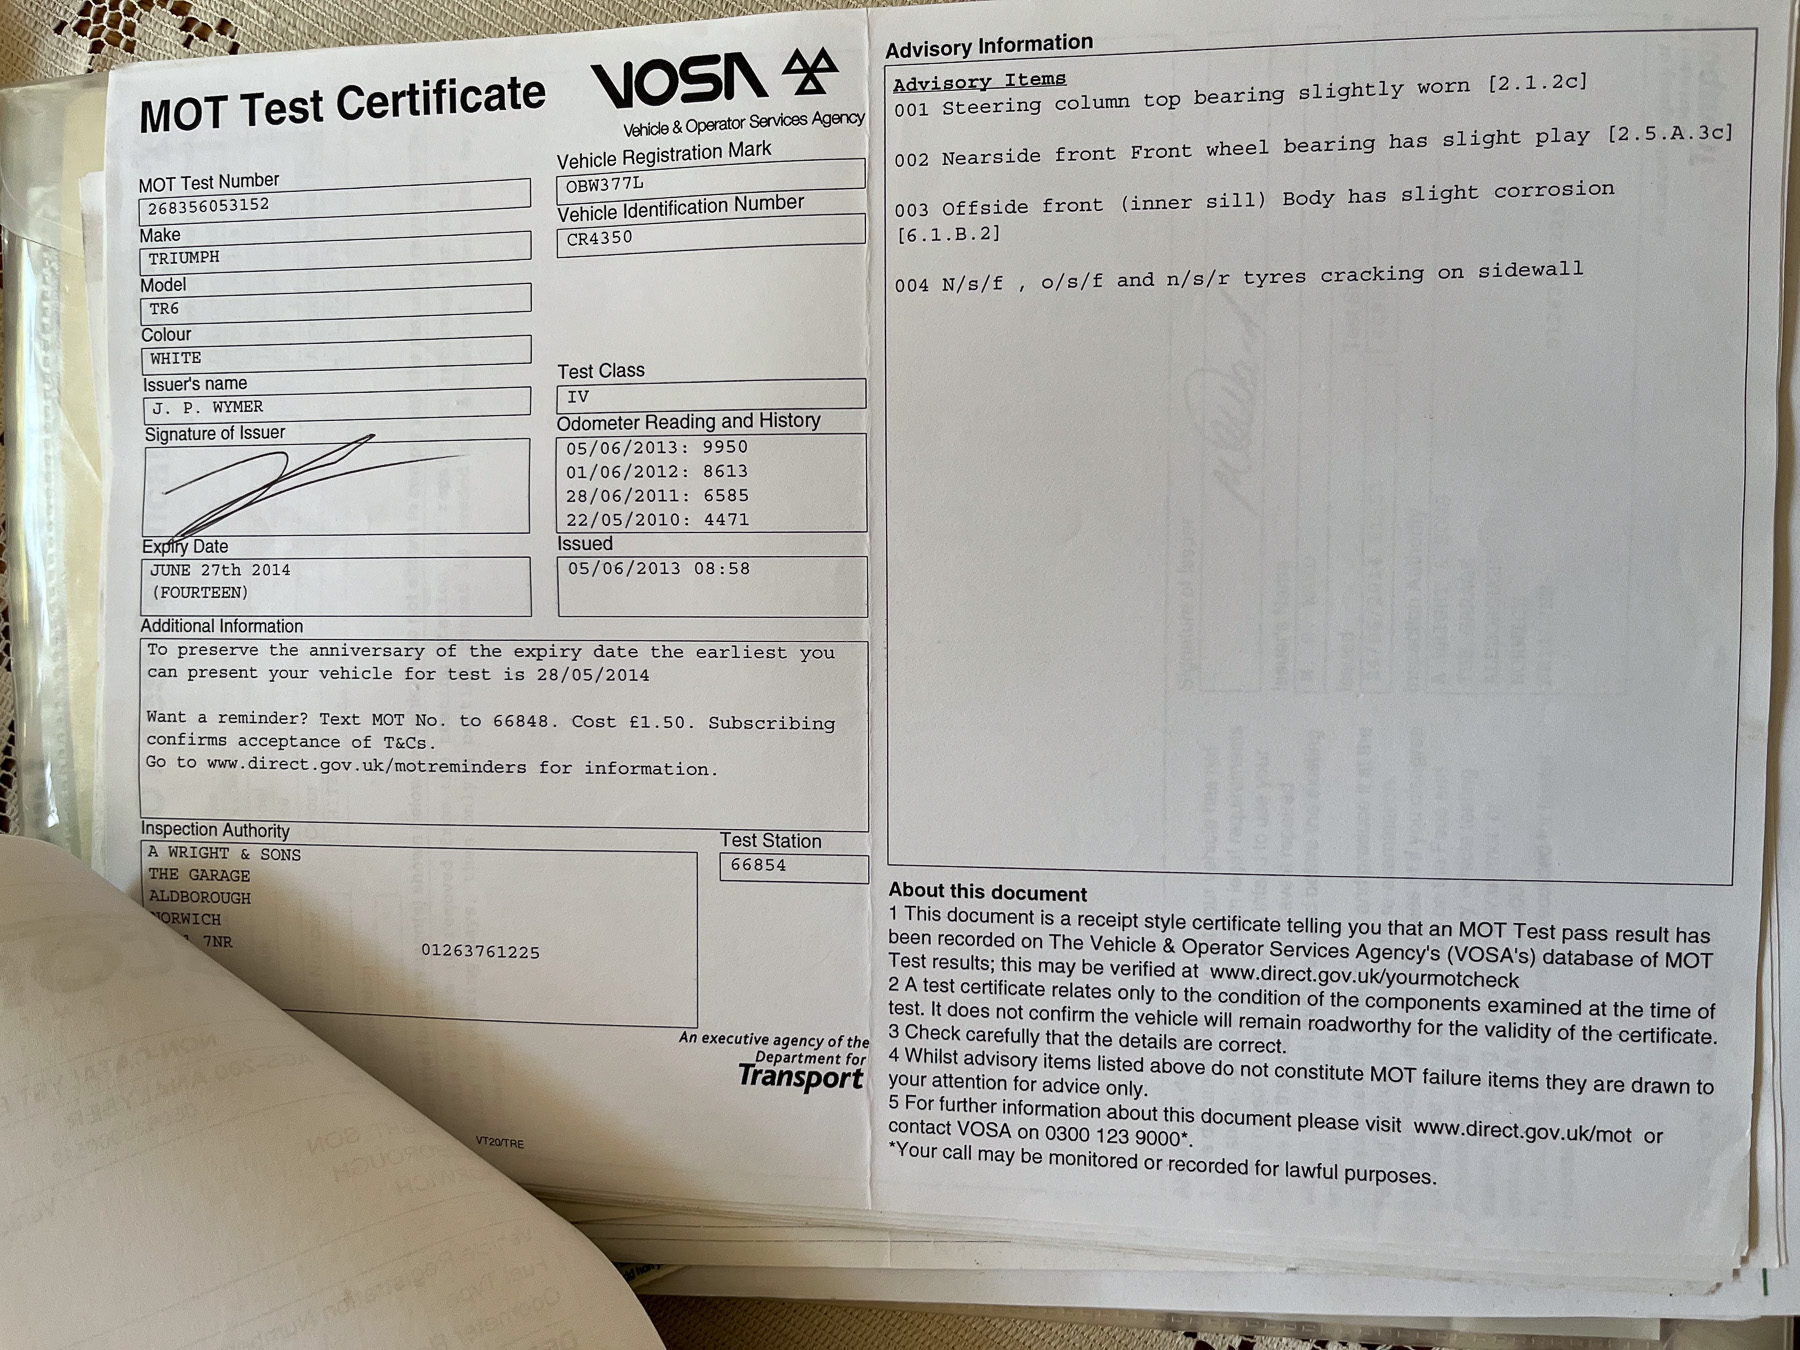 MOT Test Certificate
VOSA
Vehicle & Operator Services Agency
MOT Test Number
268356053152
Make
TRIUMPH
Model
TR6
Colour
WHITE
Issuer's name
J. P. WYMER
Signature of Issuer
Expiry Date
JUNE 27th 2014
(FOURTEEN)
Vehicle Registration Mark
OBW377L
Vehicle Identification Number
CR4350
Test Class
IV
Odometer Reading and History
05/06/2013: 9950
01/06/2012: 8613
28/06/2011: 6585
22/05/2010: 4471
Issued
05/06/2013 08:58
Additional Information
To preserve the anniversary of the expiry date the earliest you
can present your vehicle for test is 28/05/2014
Want a reminder? Text MOT No. to 66848. Cost £1.50. Subscribing
confirms acceptance of T&Cs.
Go to www.direct.gov.uk/motreminders for information.
Inspection Authority
A WRIGHT & SONS
THE GARAGE
ALDBOROUGH
NORWICH
7NR
01263761225
Test Station
66854
An executive agency of the
Department for
Transport
VT20/TRE
Advisory Information
Advisory Items
001 Steering column top bearing slightly worn [2.1.2c]
002 Nearside front Front wheel bearing has slight play [2.5.A.3c]
003 Offside front (inner sill) Body has slight corrosion
[6.1.B.2]
004 N/s/f , o/s/f and n/s/r tyres cracking on sidewall
About this document
1 This document is a receipt style certificate telling you that an MOT Test pass result has
been recorded on The Vehicle & Operator Services Agency's (VOSA's) database of MOT
Test results; this may be verified at www.direct.gov.uk/yourmotcheck
2 A test certificate relates only to the condition of the components examined at the time of
test. It does not confirm the vehicle will remain roadworthy for the validity of the certificate.
3 Check carefully that the details are correct.
4 Whilst advisory items listed above do not constitute MOT failure items they are drawn to
your attention for advice only.
5 For further information about this document please visit www.direct.gov.uk/mot or
contact VOSA on 0300 123 9000*.
*Your call may be monitored or recorded for lawful purposes.